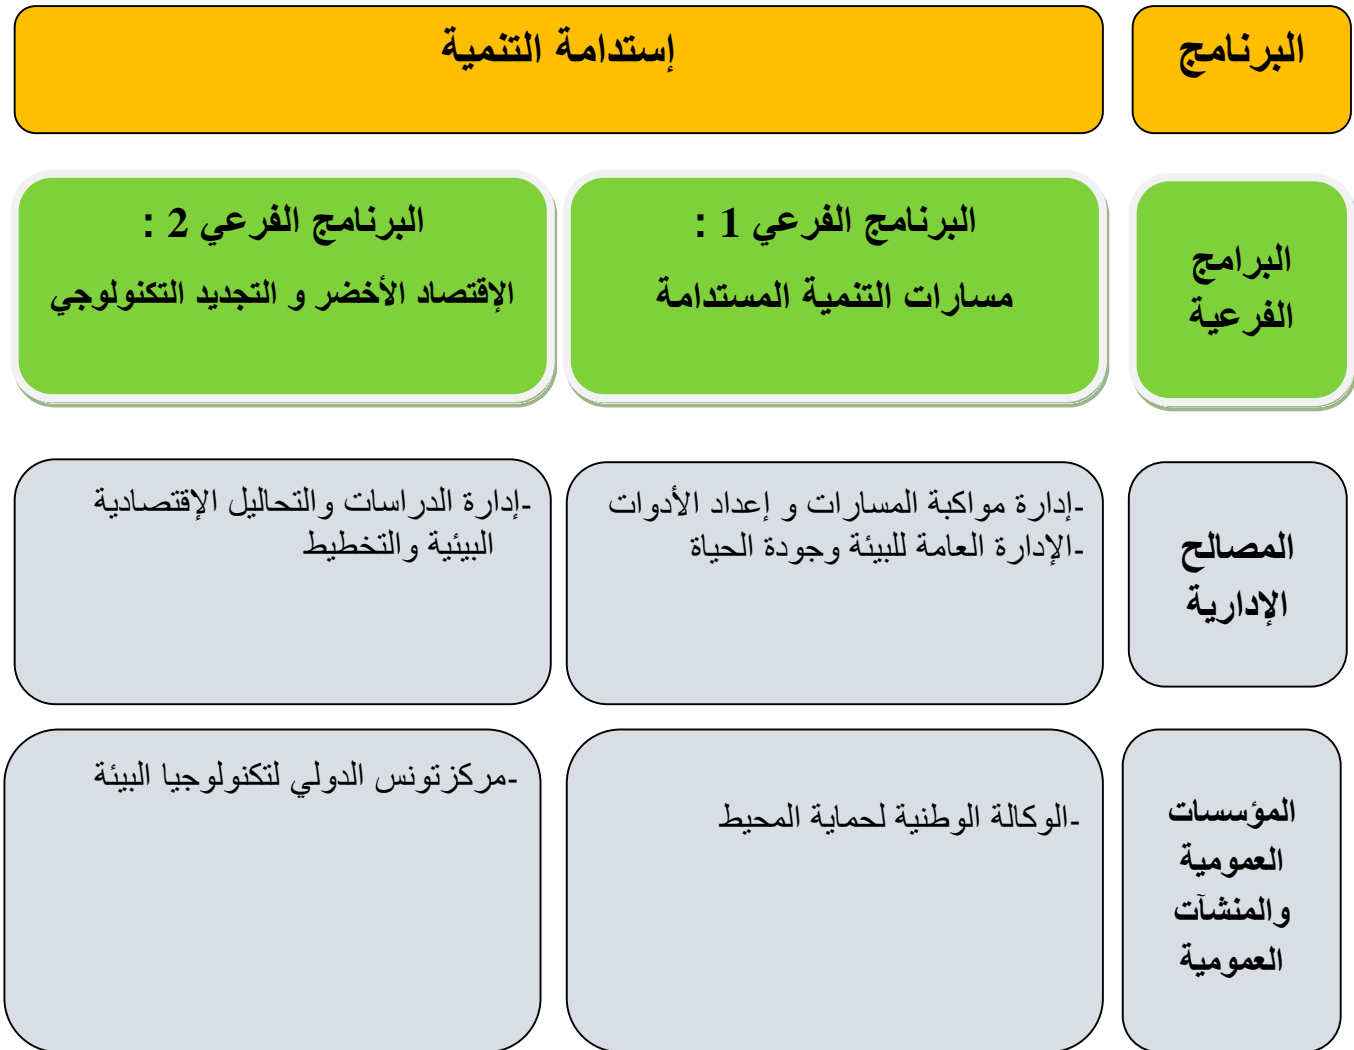 البرنامج
إستدامة التنمية
البرامج
الفرعية
البرنامج الفرعي 1 :
مسارات التنمية المستدامة
البرنامج الفرعي 2 :
الإقتصاد الأخضر و التجديد التكنولوجي
المصالح
الإدارية
-إدارة مواكبة المسارات و إعداد الأدوات
-الإدارة العامة للبيئة وجودة الحياة
-إدارة الدراسات والتحاليل الإقتصادية
البيئية والتخطيط
المؤسسات
العمومية
والمنشآت
العمومية
-الوكالة الوطنية لحماية المحيط
-مركزتونس الدولي لتكنولوجيا البيئة